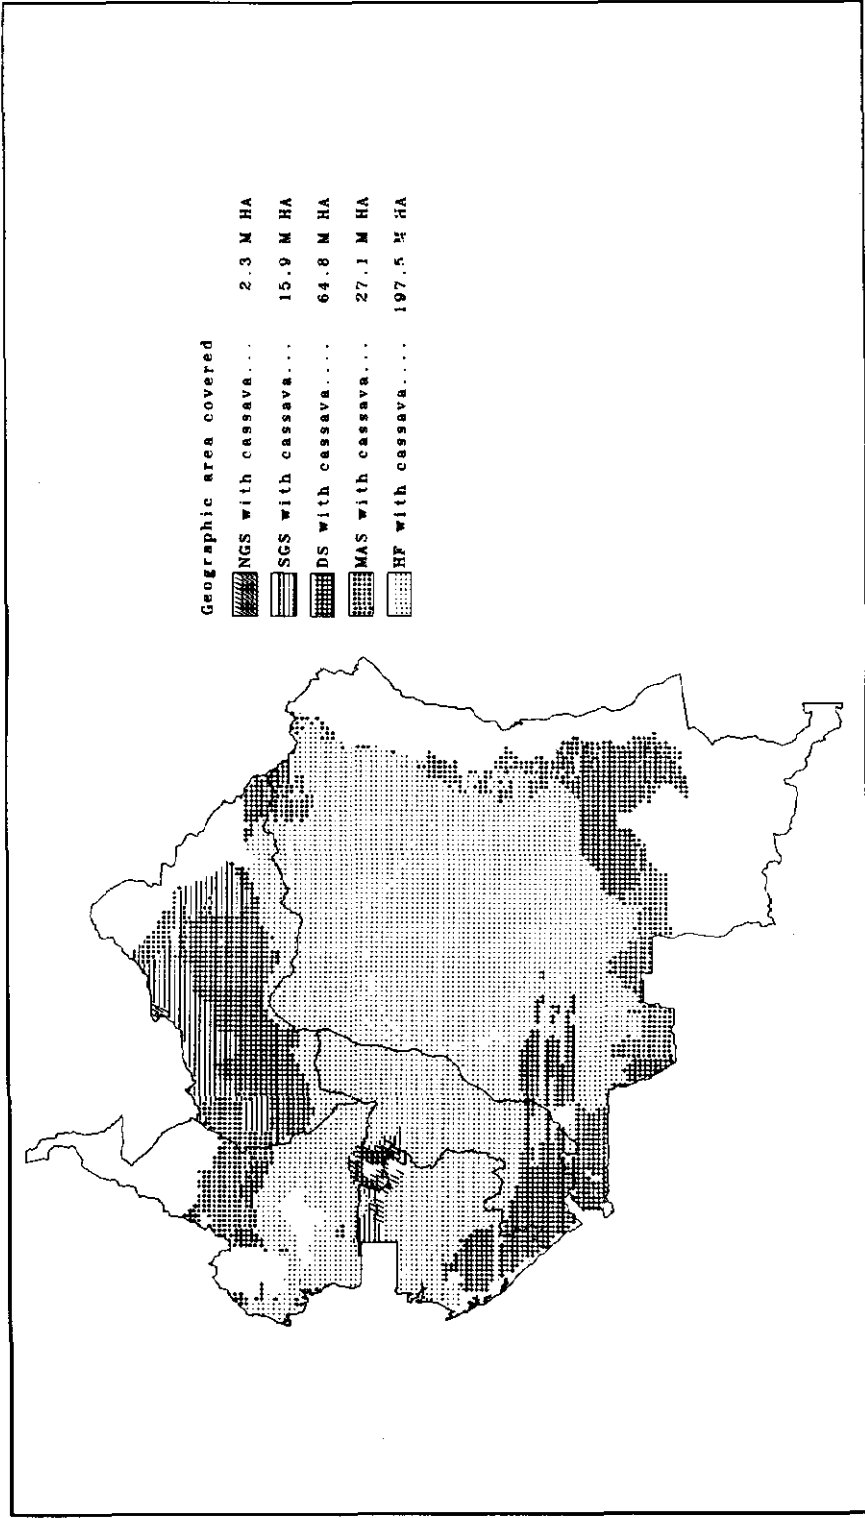 Geographic area covered
NGS with cassava... 2.3 M HA
SGS with cassava... 15.9 M HA
DS with cassava.... 64.8 M HA
MAS with cassava... 27.1 M HA
HF with cassava.... 197.5 M HA